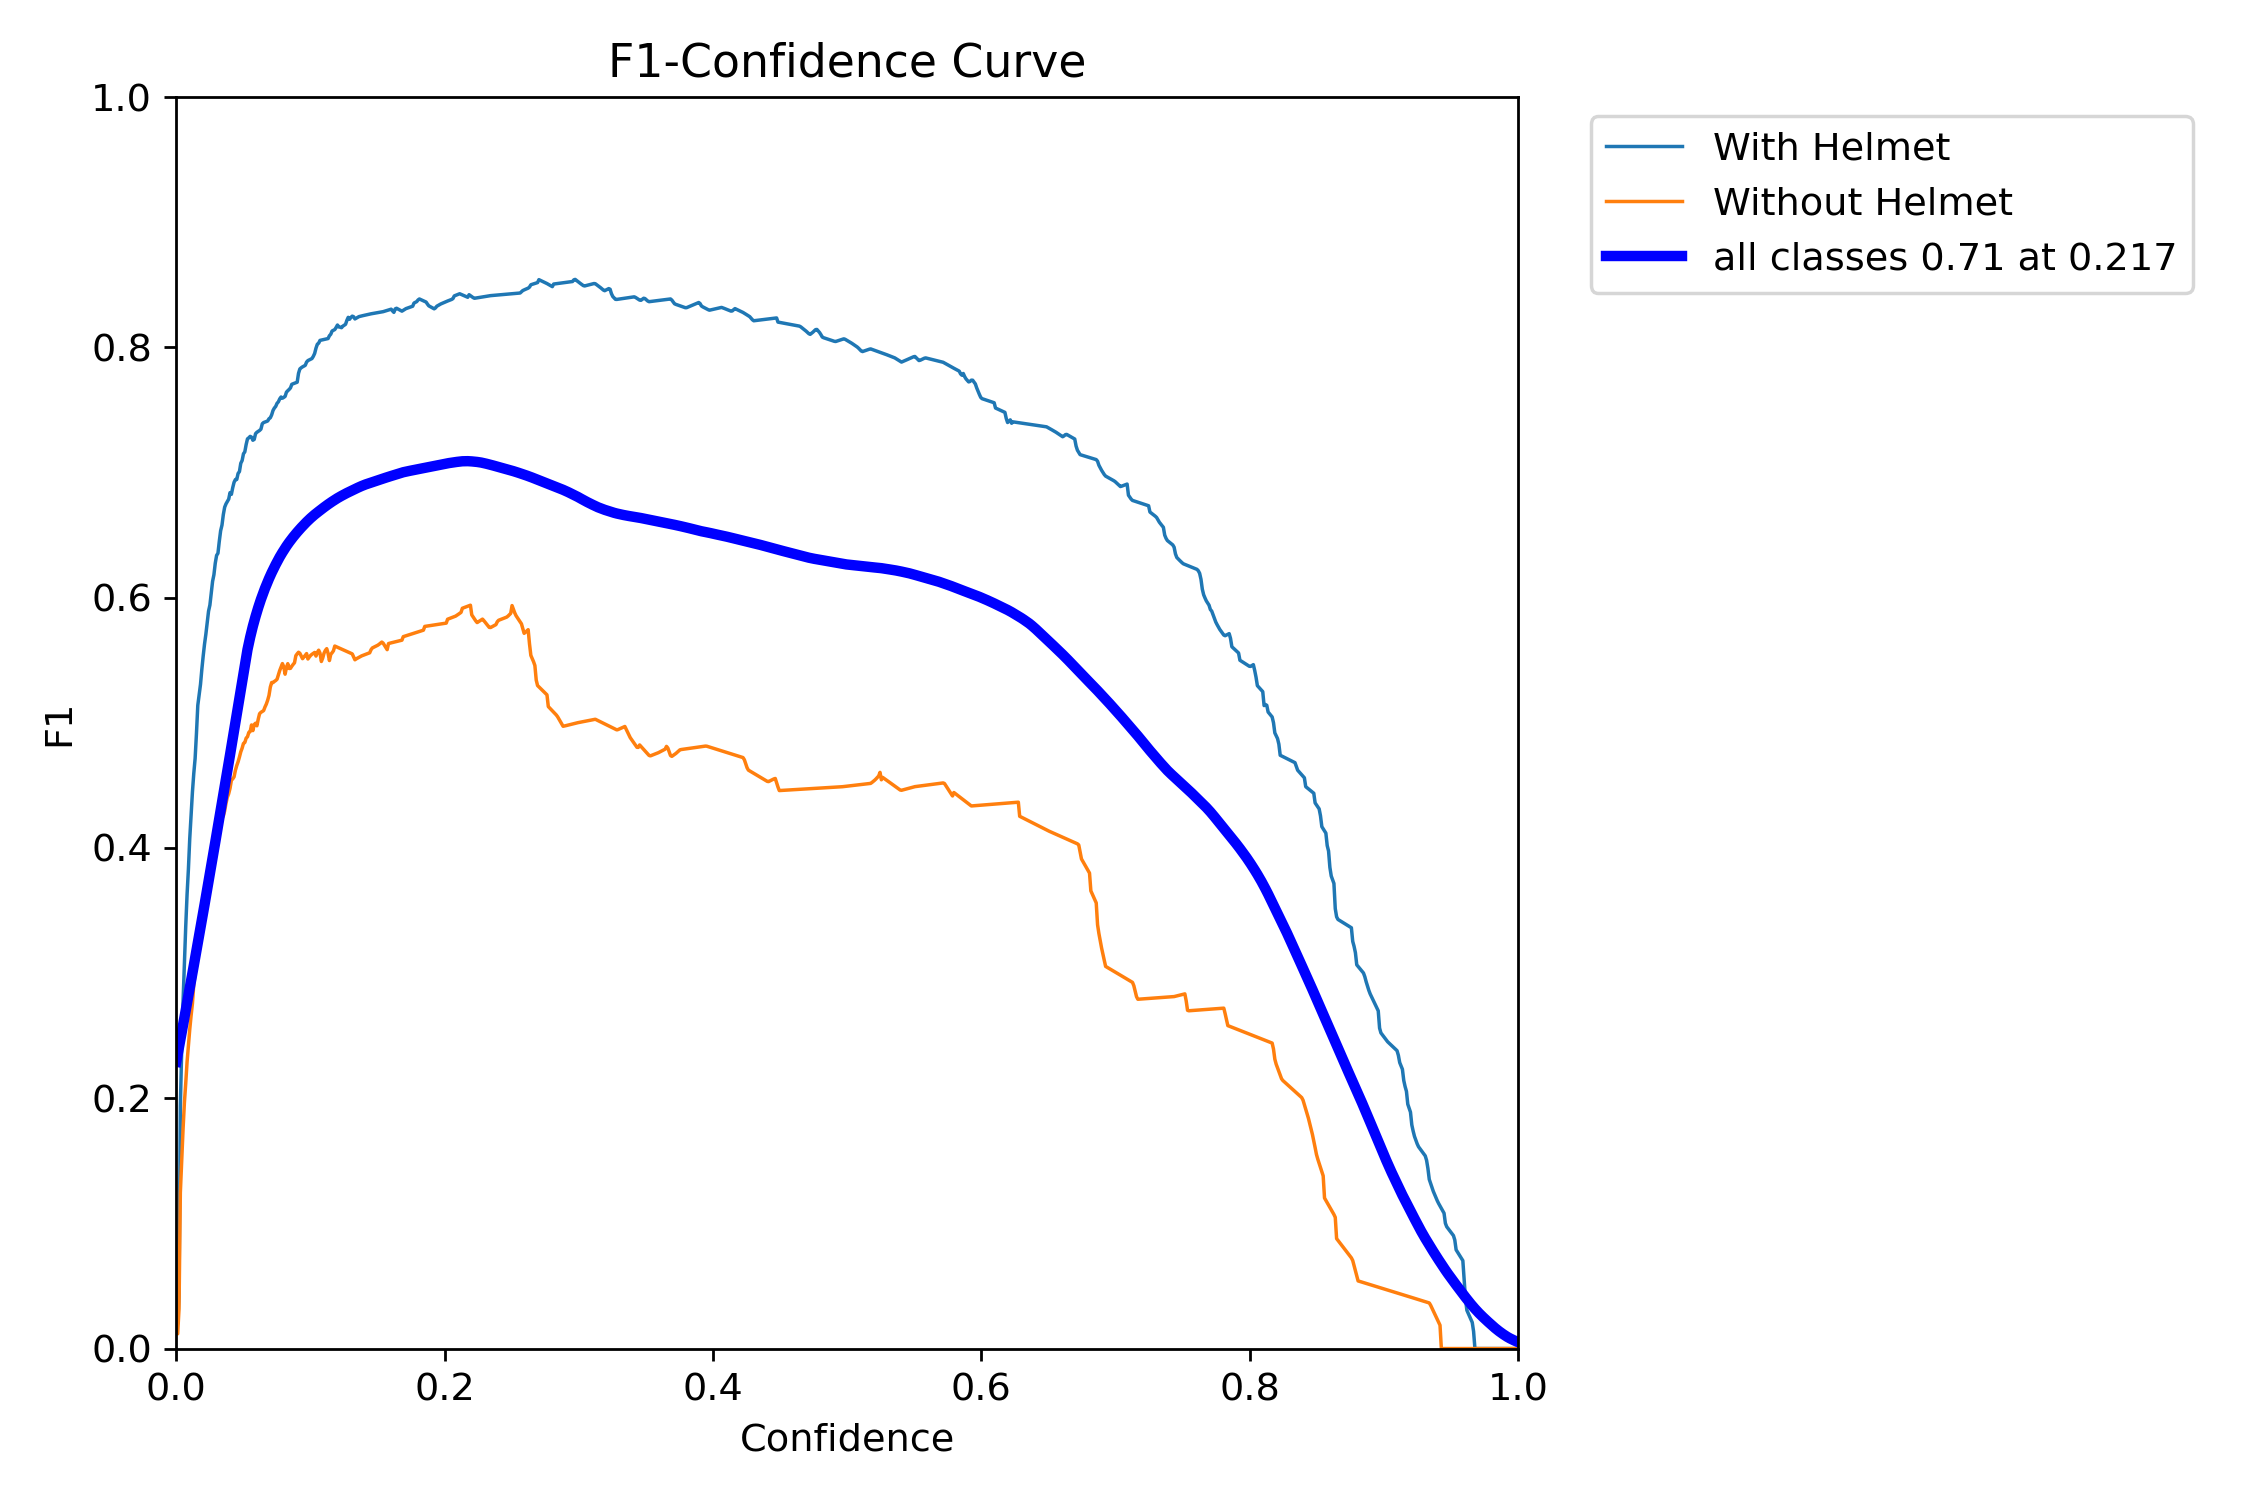 F1-Confidence Curve
1.0
0.8
0.6
0.4
0.2
0.0
F1
0.0 0.2 0.4 0.6 0.8 1.0
Confidence
With Helmet
Without Helmet
all classes 0.71 at 0.217